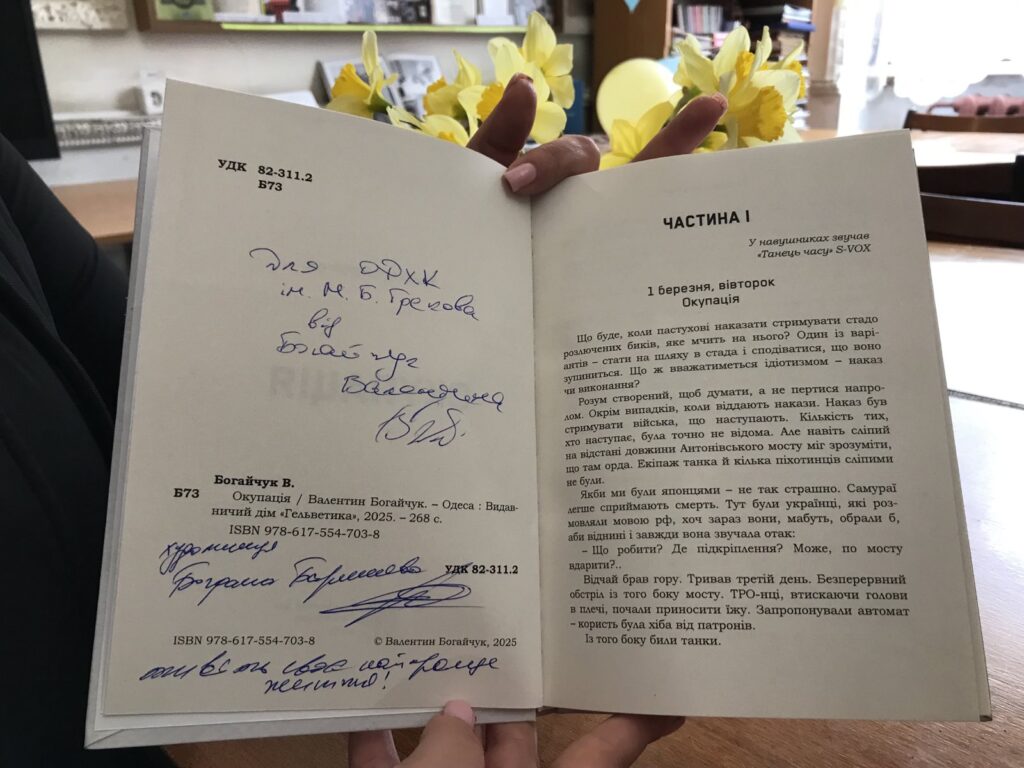 УДК 82-311.2
Б73
Для ОФХК
ім. М. Б. Грекова
від
Богайчук
Валентина
Богайчук В.
Б73
Окупація / Валентин Богайчук. – Одеса : Видав-
ничий дім «Гельветика», 2025. – 268 с.
ISBN 978-617-554-703-8
художниця
УДК 82-311.2
ISBN 978-617-554-703-8
© Валентин Богайчук, 2025
найкраще
життя!
ЧАСТИНА I
У навушниках звучав
«Танець часу» S-VOX
1 березня, вівторок
Окупація
Що буде, коли пастухові наказати стримувати стадо
розлючених биків, яке мчить на нього? Один із варі-
антів – стати на шляху в стада і сподіватися, що воно
зупиниться. Що ж вважатиметься ідіотизмом – наказ
чи виконання?
Розум створений, щоб думати, а не пертися напро-
лом. Окрім випадків, коли віддають накази. Наказ був
стримувати війська, що наступають. Кількість тих,
хто наступає, була точно не відома. Але навіть сліпий
на відстані довжини Антонівського мосту міг зрозуміти,
що там орда. Екіпаж танка й кілька піхотинців сліпими
не були.
Якби ми були японцями – не так страшно. Самураї
легше сприймають смерть. Тут були українці, які роз-
мовляли мовою рф, хоч зараз вони, мабуть, обрали б,
аби віднині і завжди вона звучала отак:
– Що робити? Де підкріплення? Може, по мосту
вдарити?..
Відчай брав гору. Тривав третій день. Безперервний
обстріл із того боку мосту. ТРО-нці, втискаючи голови
в плечі, почали приносити їжу. Запропонували автомат
– користь була хіба від патронів.
Із того боку били танки.